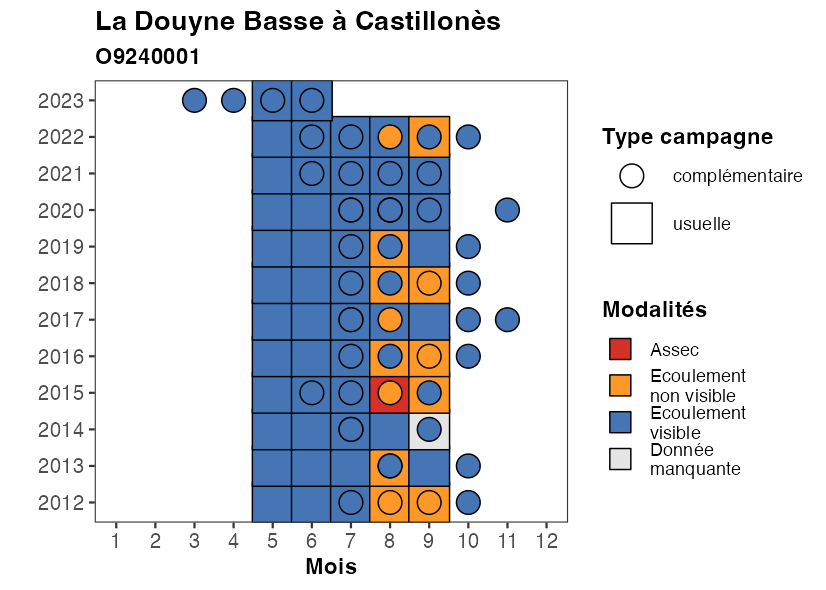 La Douyne Basse à Castillonès
O9240001
2023
2022
2021
2020
2019
2018
2017
2016
2015
2014
2013
2012
1 2 3 4 5 6 7 8 9 10 11 12
Mois
Type campagne
complémentaire
usuelle
Modalités
Assec
Ecoulement
non visible
Ecoulement
visible
Donnée
manquante